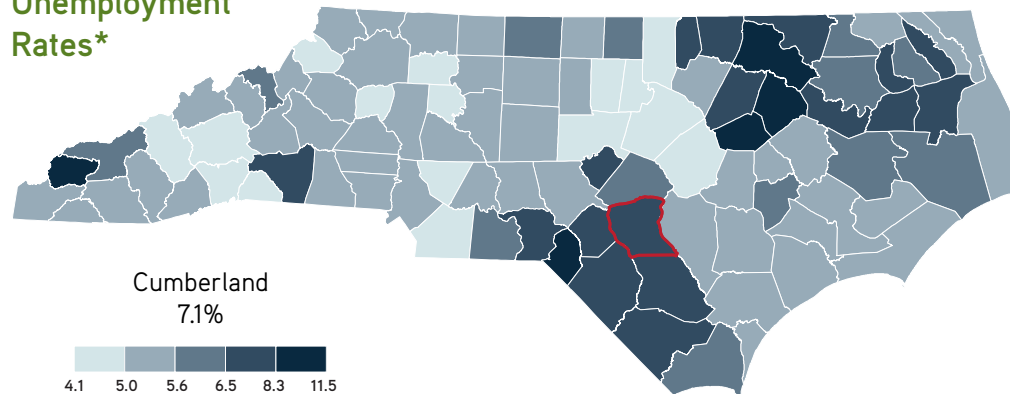 Unemployment
Rates*
Cumberland
7.1%
4.1 5.0 5.6 6.5 8.3 11.5